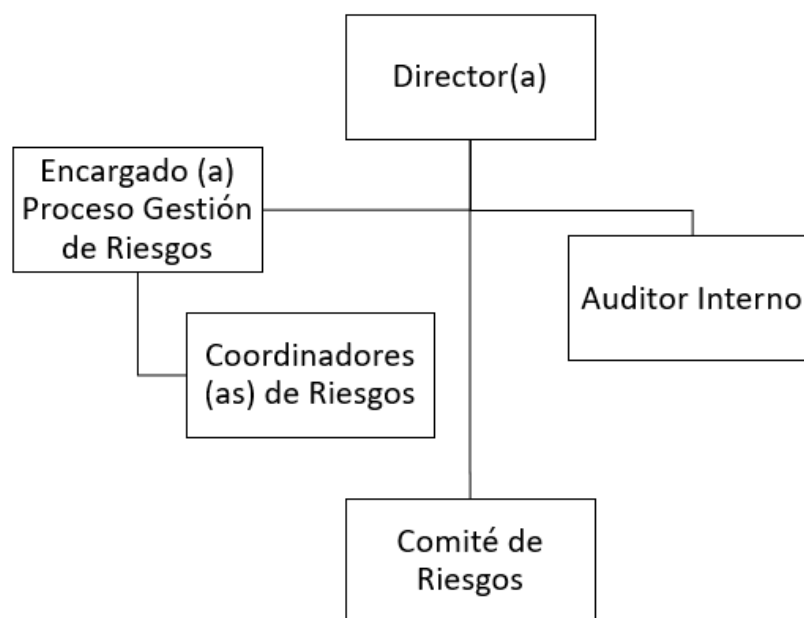 Director(a)
Encargado (a)
Proceso Gestión
de Riesgos
Auditor Interno
Coordinadores
(as) de Riesgos
Comité de
Riesgos